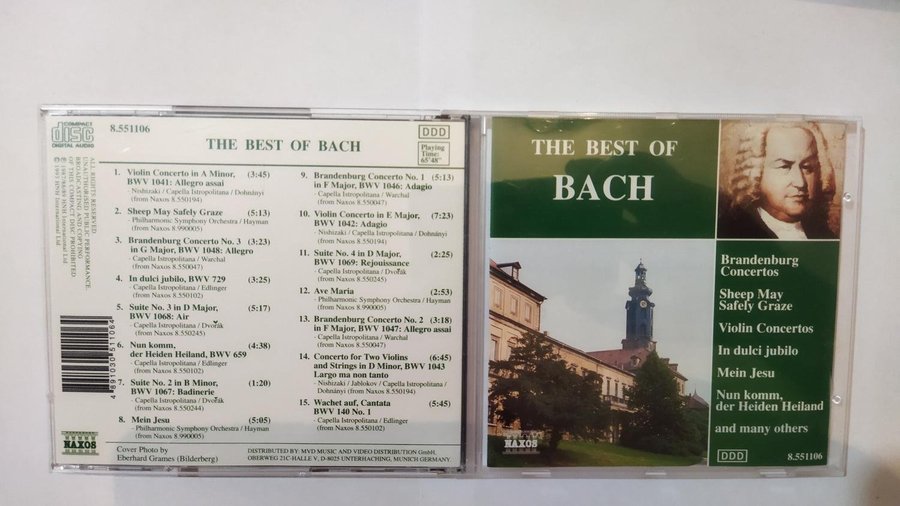 COMPACT
disc
DIGITAL AUDIO
8.551106
THE BEST OF BACH
DDD
Playing
Time:
65'48"
ALL RIGHTS RESERVED.
UNAUTHORISED PUBLIC PERFORMANCE,
BROADCASTING AND COPYING
OF THIS COMPACT DISC PROHIBITED
1. Violin Concerto in A Minor, (3:45)
BWV 1041: Allegro assai
- Nishizaki / Capella Istropolitana / Dohnányi
(from Naxos 8.550194)
2. Sheep May Safely Graze (5:13)
- Philharmonic Symphony Orchestra / Hayman
(from Naxos 8.990005)
3. Brandenburg Concerto No. 3 (3:23)
in G Major, BWV 1048: Allegro
- Capella Istropolitana / Warchal
(from Naxos 8.550047)
4. In dulci jubilo, BWV 729 (3:25)
- Capella Istropolitana / Edlinger
(from Naxos 8.550102)
5. Suite No. 3 in D Major, (5:17)
BWV 1068: Air
- Capella Istropolitana / Dvořák
(from Naxos 8.550245)
6. Nun komm, (4:38)
der Heiden Heiland, BWV 659
- Capella Istropolitana / Edlinger
(from Naxos 8.550102)
7. Suite No. 2 in B Minor, (1:20)
BWV 1067: Badinerie
- Capella Istropolitana / Dvořák
(from Naxos 8.550244)
8. Mein Jesu (5:05)
- Philharmonic Symphony Orchestra / Hayman
(from Naxos 8.990005)
9. Brandenburg Concerto No. 1 (5:13)
in F Major, BWV 1046: Adagio
- Capella Istropolitana / Warchal
(from Naxos 8.550047)
10. Violin Concerto in E Major, (7:23)
BWV 1042: Adagio
- Nishizaki / Capella Istropolitana / Dohnányi
(from Naxos 8.550194)
11. Suite No. 4 in D Major, (2:25)
BWV 1069: Rejouissance
- Capella Istropolitana / Dvořák
(from Naxos 8.550245)
12. Ave Maria (2:53)
- Philharmonic Symphony Orchestra / Hayman
(from Naxos 8.990005)
13. Brandenburg Concerto No. 2 (3:18)
in F Major, BWV 1047: Allegro assai
- Capella Istropolitana / Warchal
(from Naxos 8.550047)
14. Concerto for Two Violins (6:45)
and Strings in D Minor, BWV 1043
Largo ma non tanto
- Nishizaki / Jablokov / Capella Istropolitana /
Dohnányi (from Naxos 8.550194)
15. Wachet auf, Cantata (5:45)
BWV 140 No. 1
- Capella Istropolitana / Edlinger
(from Naxos 8.550102)
4 891030 511064
NAXOS
Cover Photo by
Eberhard Grames (Bilderberg)
DISTRIBUTED BY: MVD MUSIC AND VIDEO DISTRIBUTION GmbH,
OBERWEG 21C-HALLE V, D-8025 UNTERHACHING, MUNICH GERMANY.
THE BEST OF
BACH
Brandenburg
Concertos
Sheep May
Safely Graze
Violin Concertos
In dulci jubilo
Mein Jesu
Nun komm,
der Heiden Heiland
and many others
NAXOS
DDD
8.551106